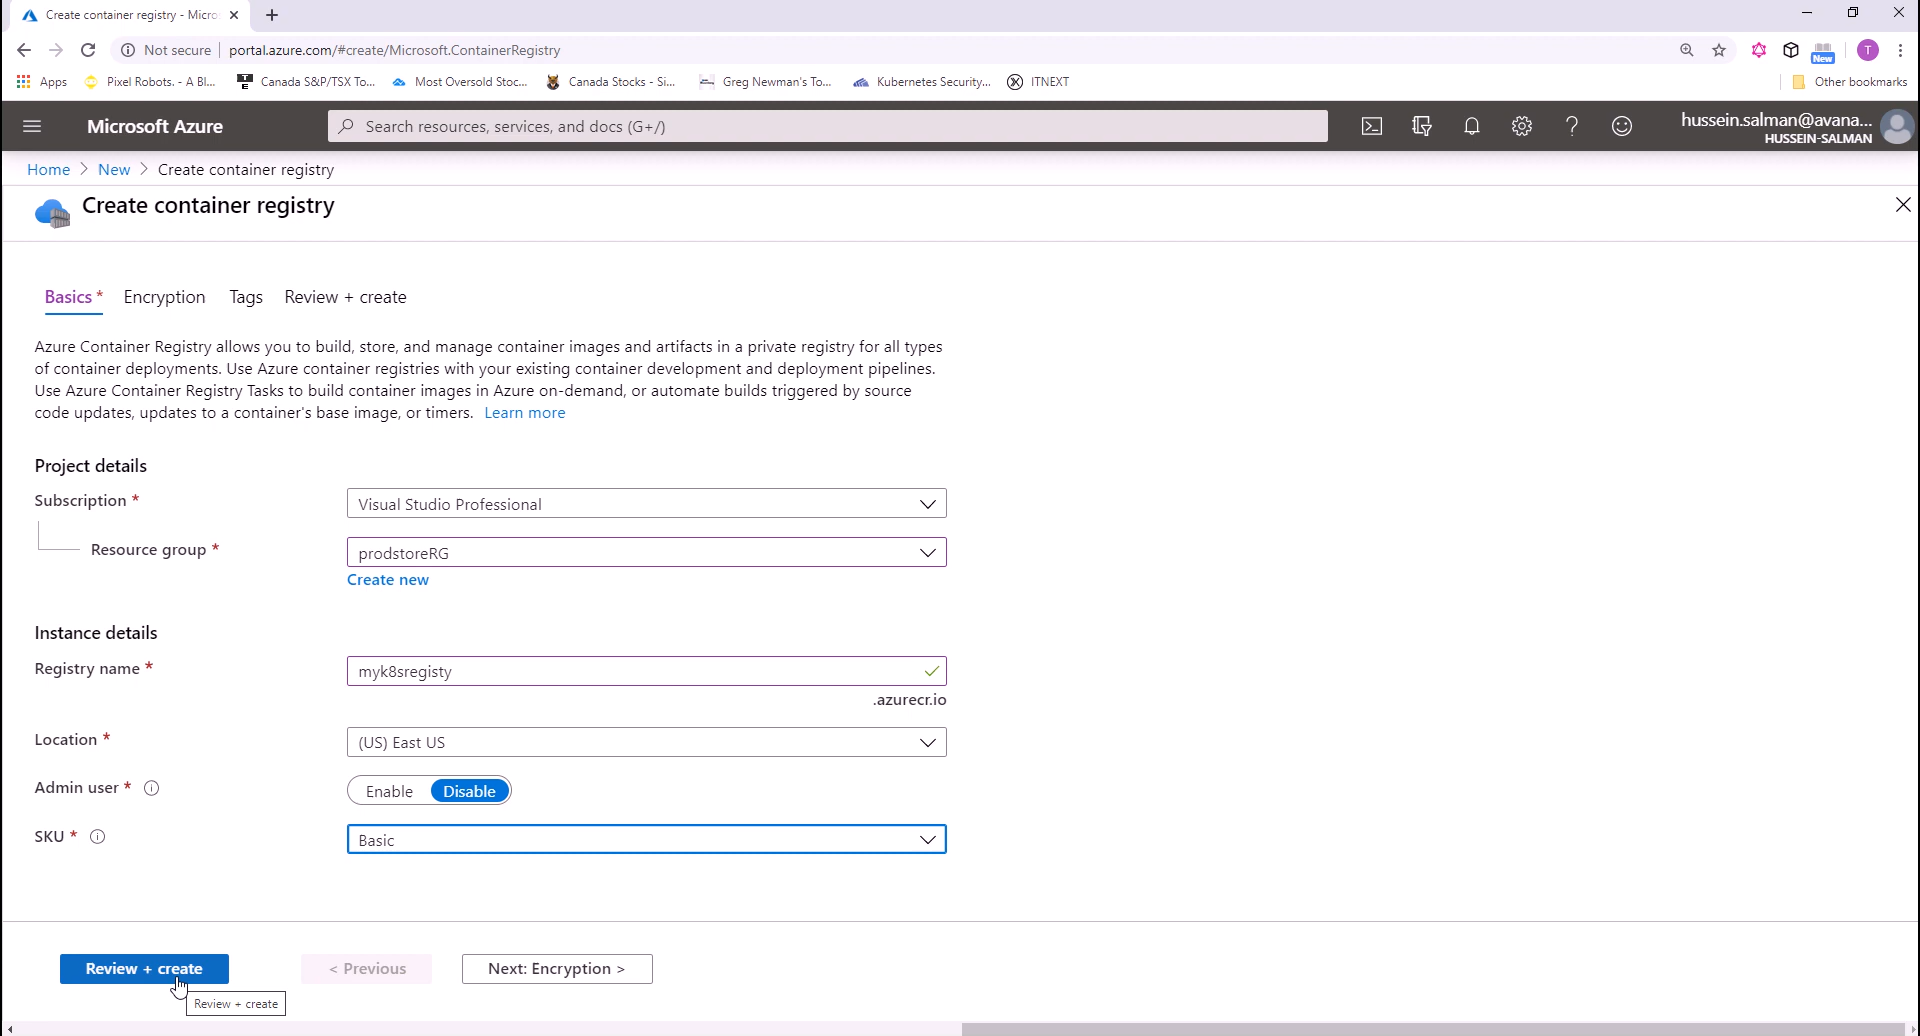 Create container registry - Micro
Not secure
portal.azure.com/#create/Microsoft.ContainerRegistry
New
T
Apps
Pixel Robots. - A Bl...
Canada S&P/TSX To...
Most Oversold Stoc...
Canada Stocks - Si...
Greg Newman's To...
Kubernetes Security...
ITNEXT
Other bookmarks
Microsoft Azure
Search resources, services, and docs (G+/)
hussein.salman@avana...
HUSSEIN-SALMAN
Home > New > Create container registry
Create container registry
Basics * Encryption Tags Review + create
Azure Container Registry allows you to build, store, and manage container images and artifacts in a private registry for all types
of container deployments. Use Azure container registries with your existing container development and deployment pipelines.
Use Azure Container Registry Tasks to build container images in Azure on-demand, or automate builds triggered by source
code updates, updates to a container's base image, or timers. Learn more
Project details
Subscription *
Visual Studio Professional
Resource group *
prodstoreRG
Create new
Instance details
Registry name *
myk8sregisty
.azurecr.io
Location *
(US) East US
Admin user *
Enable Disable
SKU *
Basic
Review + create
< Previous
Next: Encryption >
Review + create